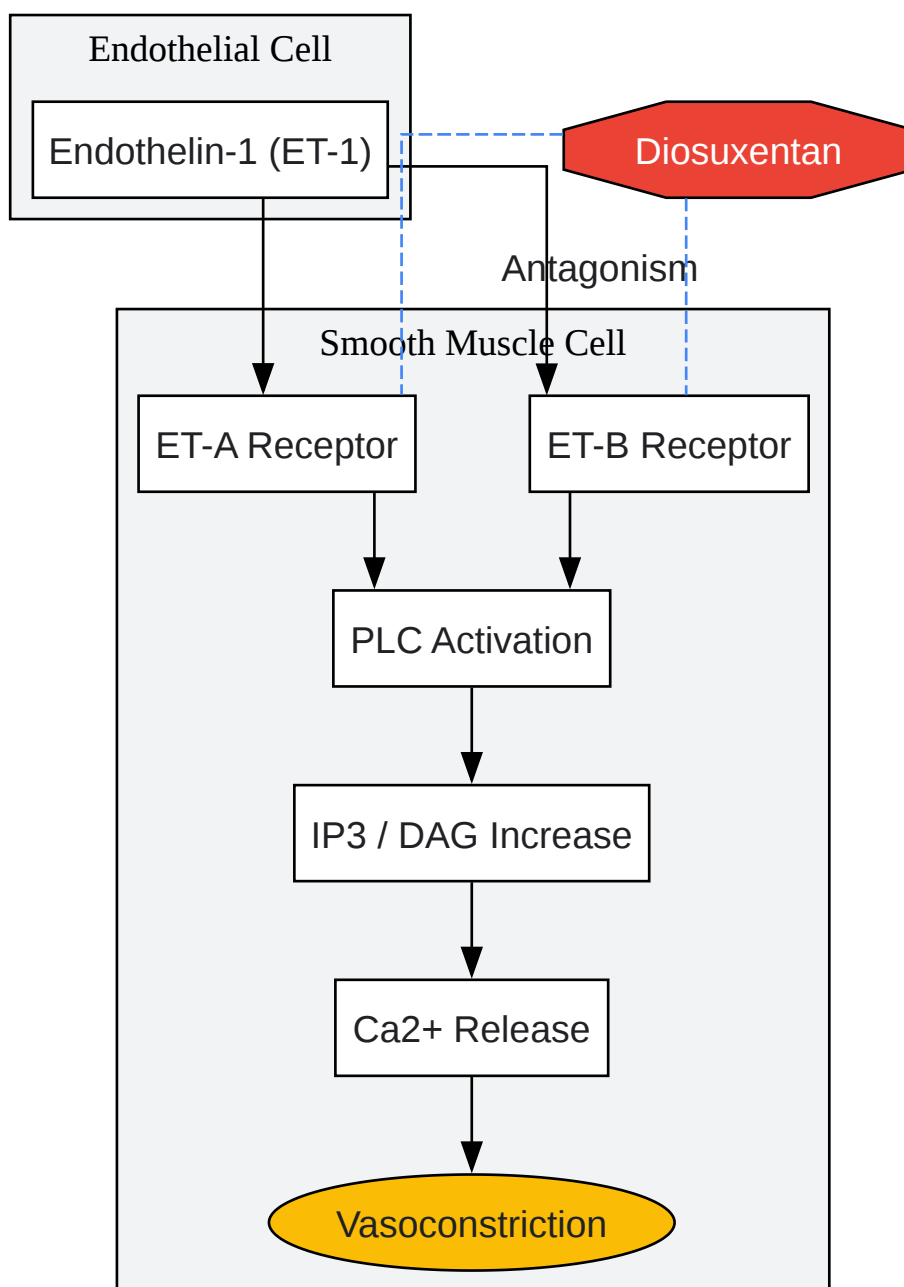 Endothelial Cell
Endothelin-1 (ET-1)
Diosuxentan
Antagonism
Smooth Muscle Cell
ET-A Receptor
ET-B Receptor
PLC Activation
IP3 / DAG Increase
Ca2+ Release
Vasoconstriction